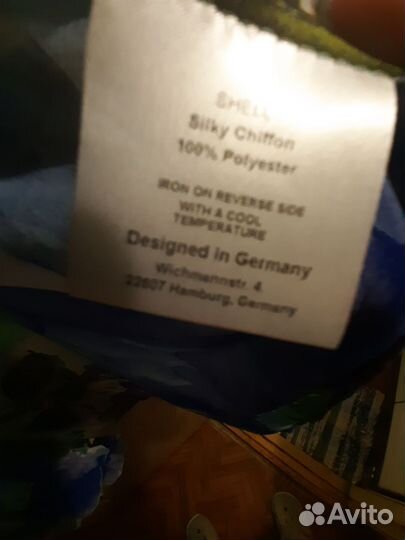 SHELL
Silky Chiffon
100% Polyester
IRON ON REVERSE SIDE
WITH A COOL
TEMPERATURE
Designed in Germany
Wichmannstr. 4
22607 Hamburg, Germany
Avito